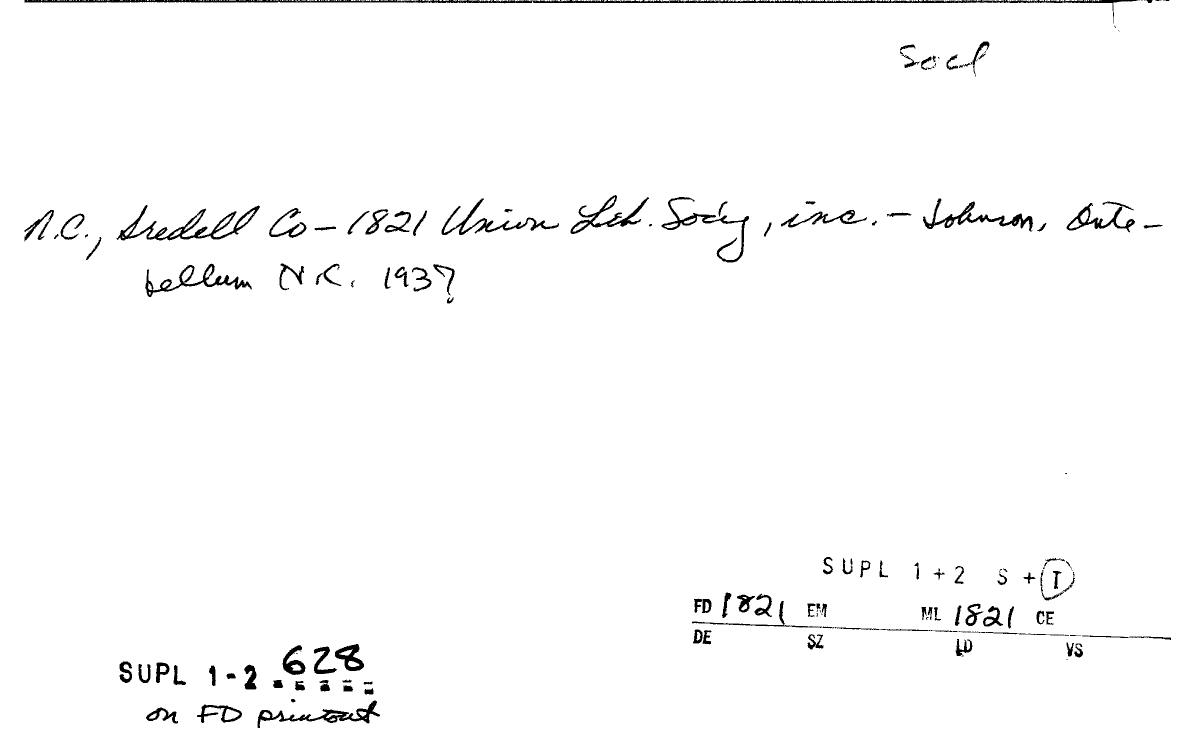 Socl
N.C., Iredell Co – 1821 Union Lib. Socy, inc. – Johnson, Ante-
bellum N.C. 1937
SUPL 1+2 S + T
FD 1821 EM ML 1821 CE
DE SZ LD VS
SUPL 1-2 .628
on FD printout